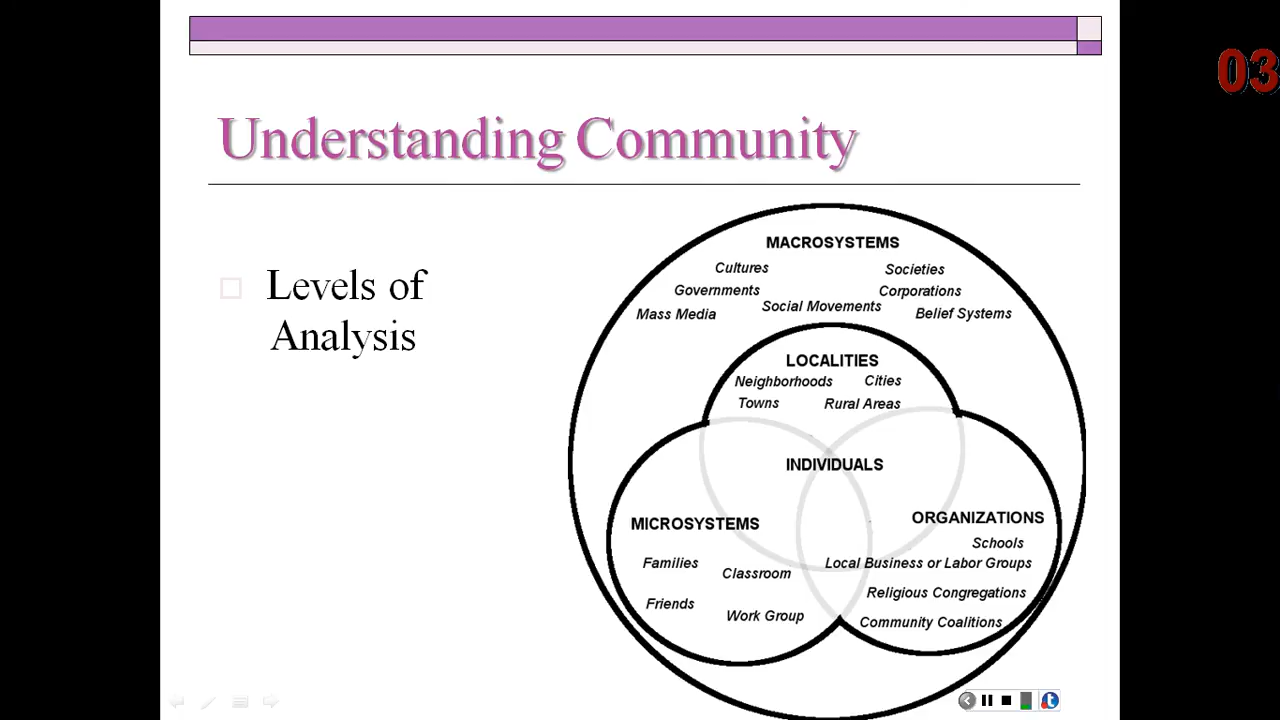 03
Understanding Community
Levels of
Analysis
MACROSYSTEMS
Cultures
Societies
Governments
Corporations
Mass Media
Social Movements
Belief Systems
LOCALITIES
Neighborhoods
Cities
Towns
Rural Areas
INDIVIDUALS
MICROSYSTEMS
Families
Classroom
Friends
Work Group
ORGANIZATIONS
Schools
Local Business or Labor Groups
Religious Congregations
Community Coalitions
t